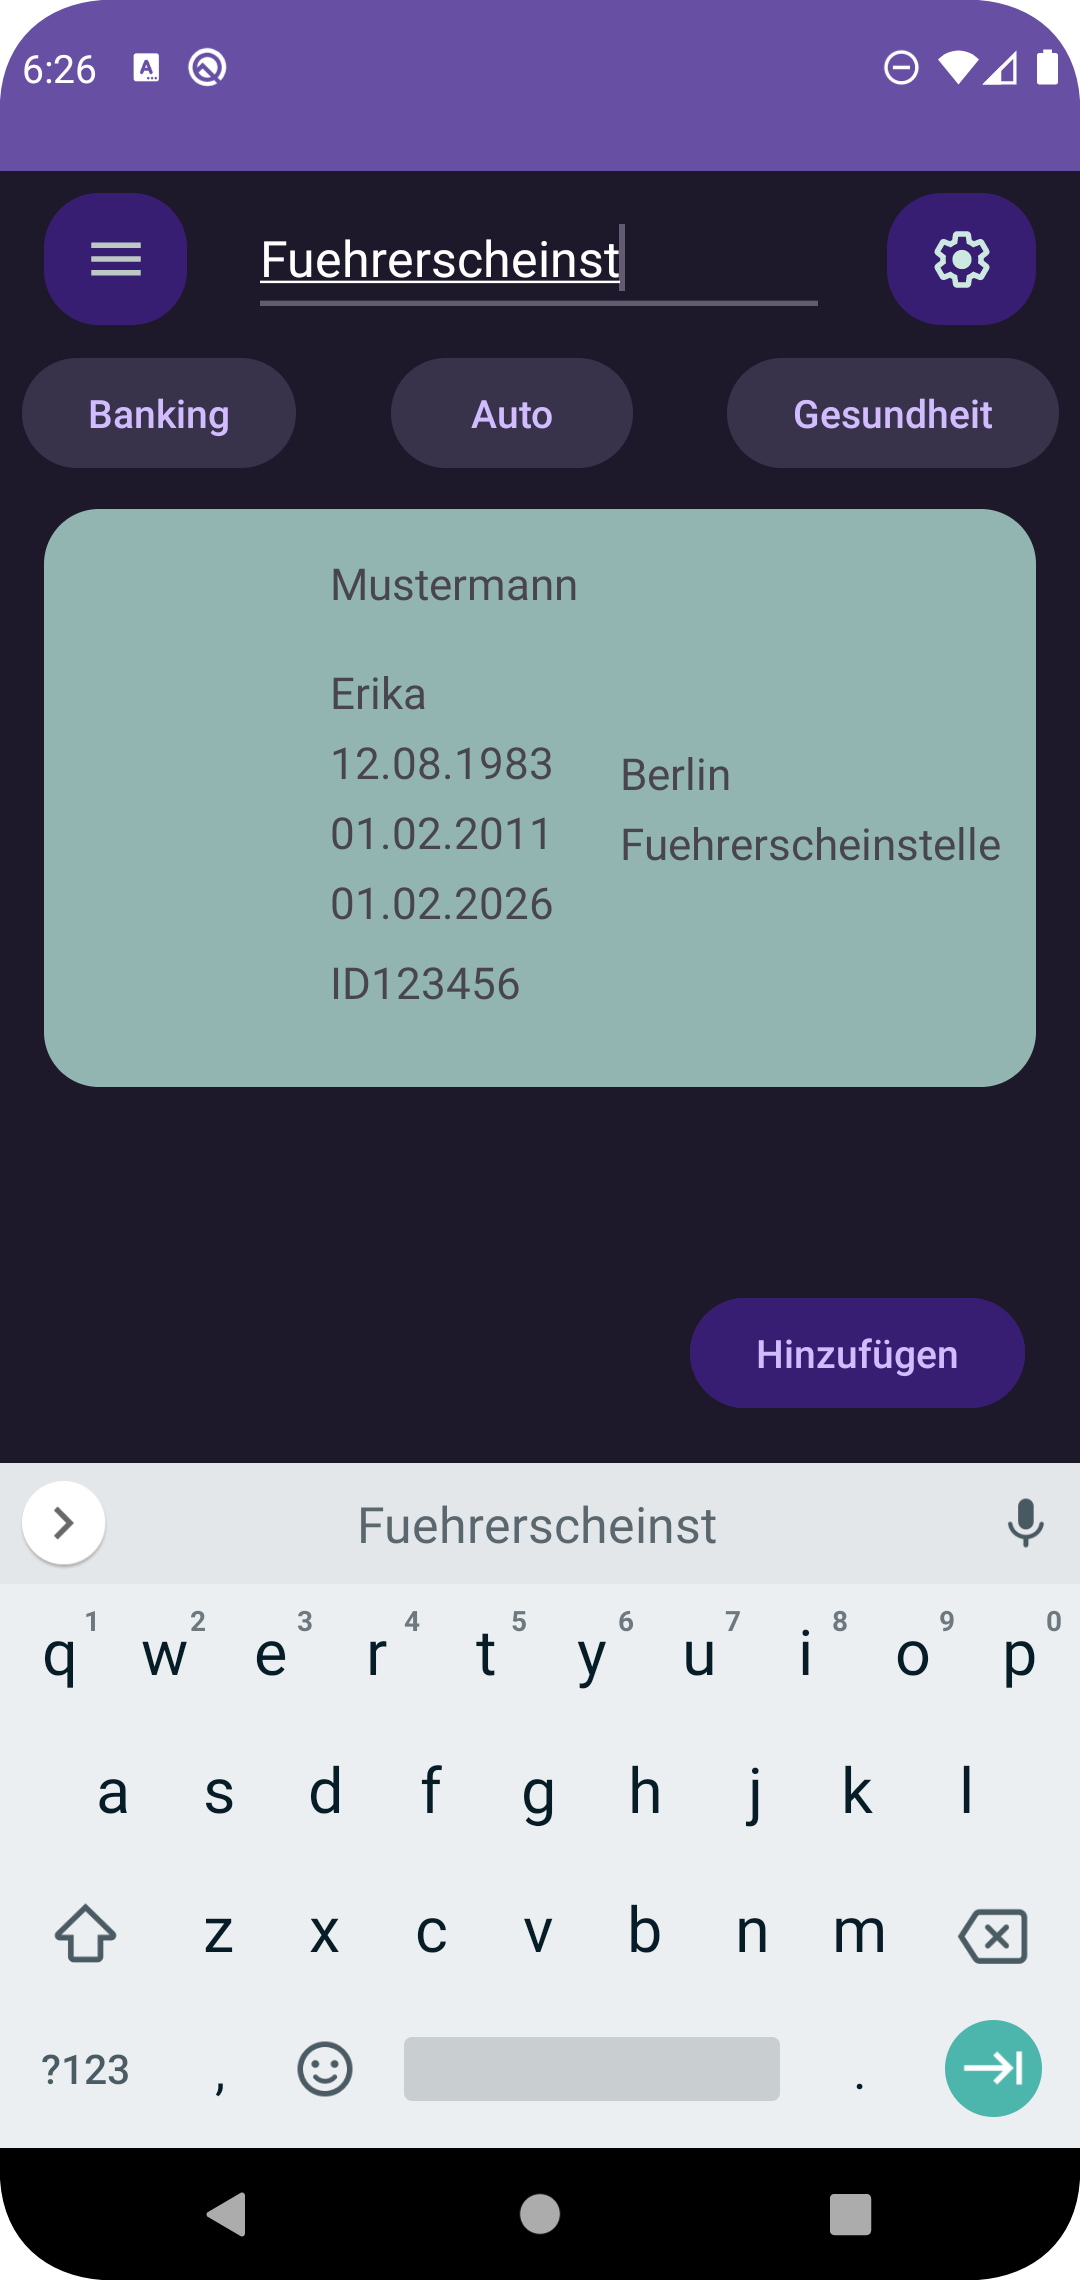 6:26
Fuehrerscheinst
Banking Auto Gesundheit
Mustermann
Erika
12.08.1983
Berlin
01.02.2011
Fuehrerscheinstelle
01.02.2026
ID123456
Hinzufügen
Fuehrerscheinst
1 2 3 4 5 6 7 8 9 0
q w e r t y u i o p
a s d f g h j k l
z x c v b n m
?123 , .